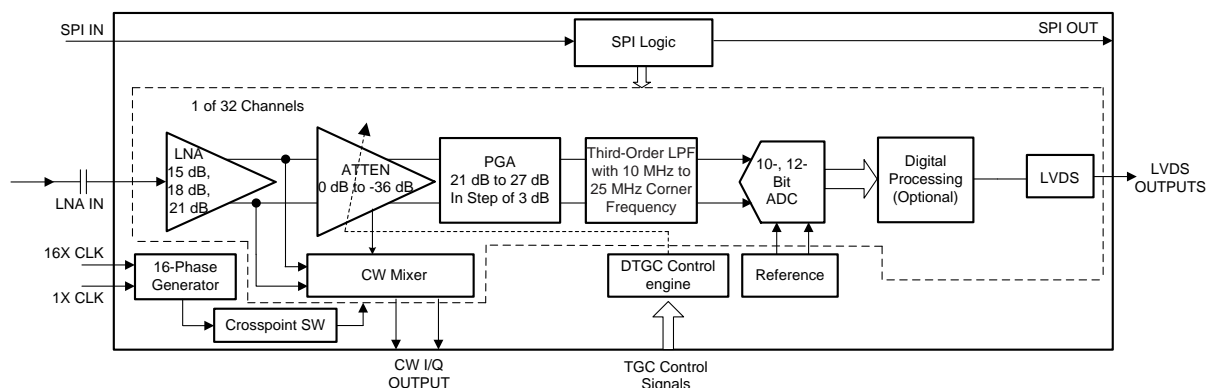 SPI IN
SPI Logic
SPI OUT
1 of 32 Channels
LNA
15 dB,
18 dB,
21 dB
LNA IN
ATTEN
0 dB to -36 dB
PGA
21 dB to 27 dB
In Step of 3 dB
Third-Order LPF
with 10 MHz to
25 MHz Corner
Frequency
10-, 12-
Bit
ADC
Digital
Processing
(Optional)
LVDS
LVDS
OUTPUTS
16X CLK
1X CLK
16-Phase
Generator
CW Mixer
DTGC Control
engine
Reference
Crosspoint SW
CW I/Q
OUTPUT
TGC Control
Signals